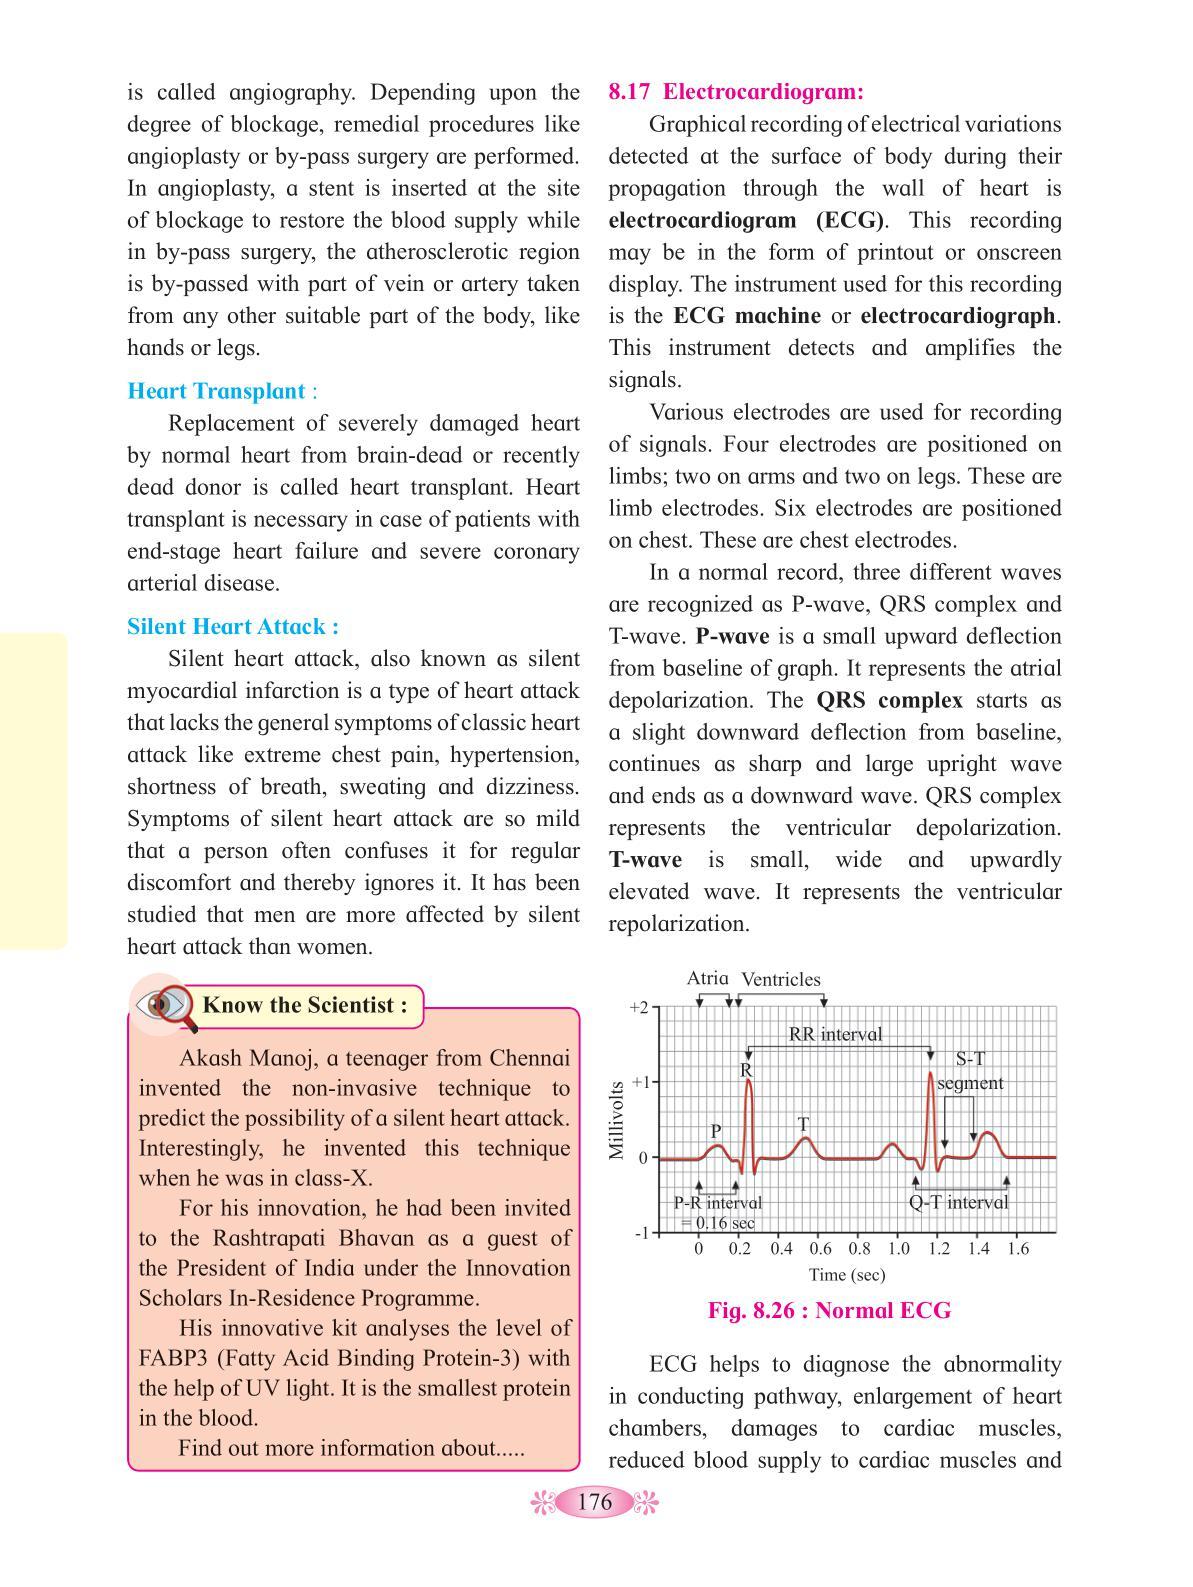 is called angiography. Depending upon the
degree of blockage, remedial procedures like
angioplasty or by-pass surgery are performed.
In angioplasty, a stent is inserted at the site
of blockage to restore the blood supply while
in by-pass surgery, the atherosclerotic region
is by-passed with part of vein or artery taken
from any other suitable part of the body, like
hands or legs.
Heart Transplant :
Replacement of severely damaged heart
by normal heart from brain-dead or recently
dead donor is called heart transplant. Heart
transplant is necessary in case of patients with
end-stage heart failure and severe coronary
arterial disease.
Silent Heart Attack :
Silent heart attack, also known as silent
myocardial infarction is a type of heart attack
that lacks the general symptoms of classic heart
attack like extreme chest pain, hypertension,
shortness of breath, sweating and dizziness.
Symptoms of silent heart attack are so mild
that a person often confuses it for regular
discomfort and thereby ignores it. It has been
studied that men are more affected by silent
heart attack than women.
Know the Scientist :
Akash Manoj, a teenager from Chennai
invented the non-invasive technique to
predict the possibility of a silent heart attack.
Interestingly, he invented this technique
when he was in class-X.
For his innovation, he had been invited
to the Rashtrapati Bhavan as a guest of
the President of India under the Innovation
Scholars In-Residence Programme.
His innovative kit analyses the level of
FABP3 (Fatty Acid Binding Protein-3) with
the help of UV light. It is the smallest protein
in the blood.
Find out more information about.....
8.17 Electrocardiogram:
Graphical recording of electrical variations
detected at the surface of body during their
propagation through the wall of heart is
electrocardiogram (ECG). This recording
may be in the form of printout or onscreen
display. The instrument used for this recording
is the ECG machine or electrocardiograph.
This instrument detects and amplifies the
signals.
Various electrodes are used for recording
of signals. Four electrodes are positioned on
limbs; two on arms and two on legs. These are
limb electrodes. Six electrodes are positioned
on chest. These are chest electrodes.
In a normal record, three different waves
are recognized as P-wave, QRS complex and
T-wave. P-wave is a small upward deflection
from baseline of graph. It represents the atrial
depolarization. The QRS complex starts as
a slight downward deflection from baseline,
continues as sharp and large upright wave
and ends as a downward wave. QRS complex
represents the ventricular depolarization.
T-wave is small, wide and upwardly
elevated wave. It represents the ventricular
repolarization.
Atria Ventricles
+2
RR interval
S-T
R
+1
segment
Millivolts
P
T
0
P-R interval
= 0.16 sec
Q-T interval
-1
0 0.2 0.4 0.6 0.8 1.0 1.2 1.4 1.6
Time (sec)
Fig. 8.26 : Normal ECG
ECG helps to diagnose the abnormality
in conducting pathway, enlargement of heart
chambers, damages to cardiac muscles,
reduced blood supply to cardiac muscles and
176